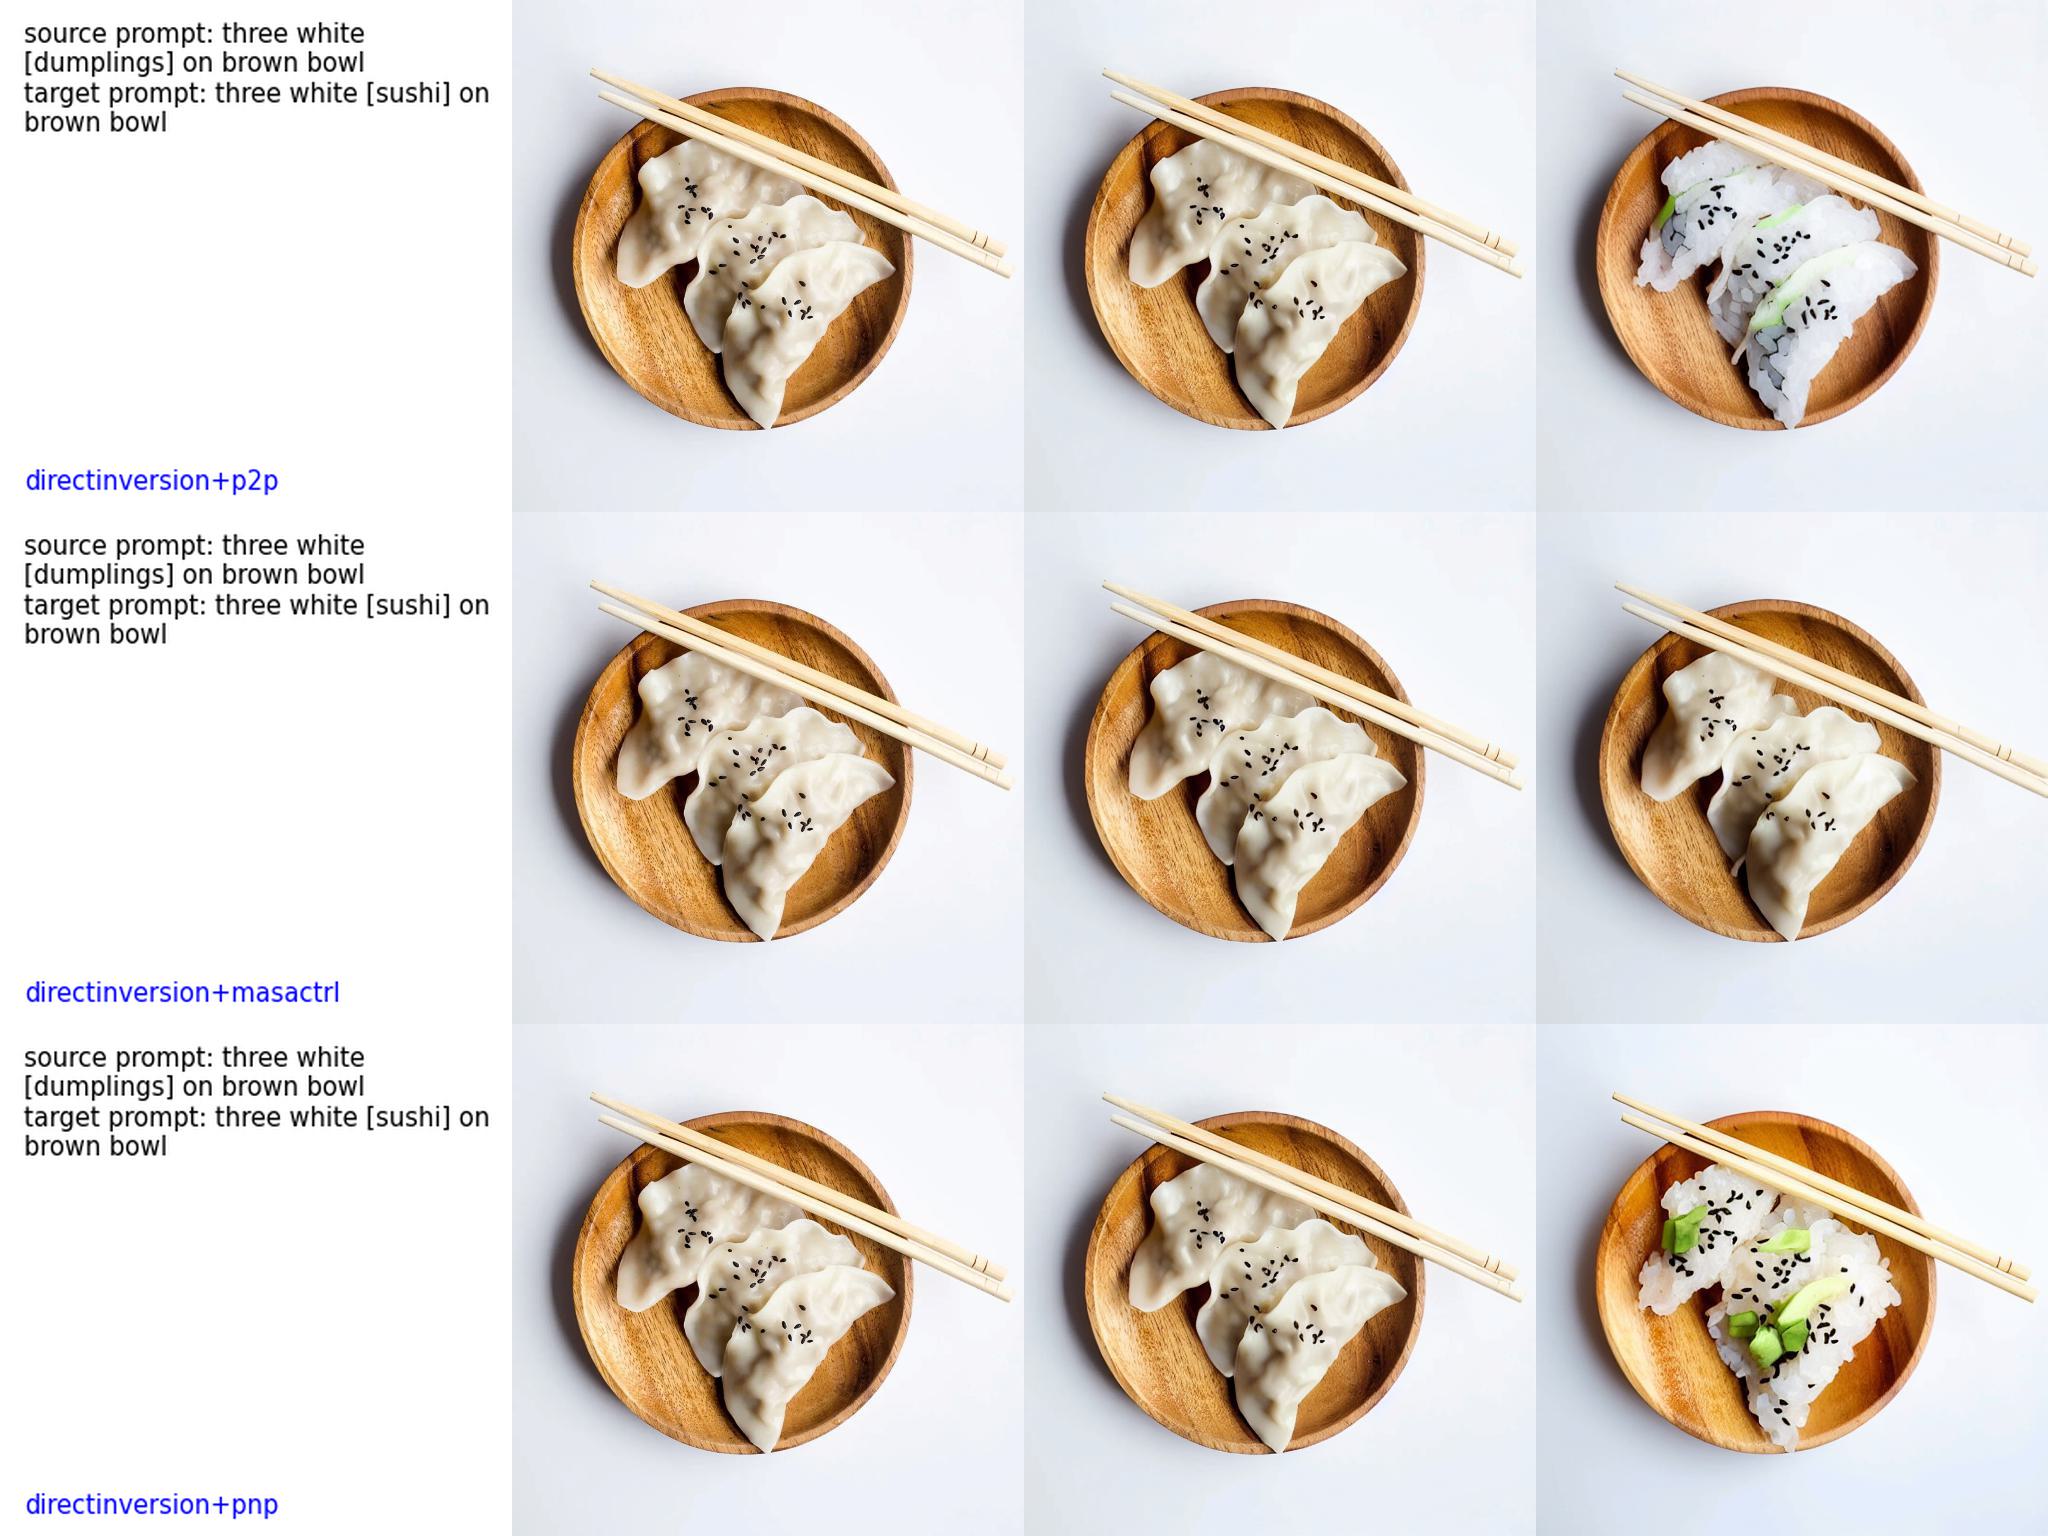 source prompt: three white
[dumplings] on brown bowl
target prompt: three white [sushi] on
brown bowl
directinversion+p2p
source prompt: three white
[dumplings] on brown bowl
target prompt: three white [sushi] on
brown bowl
directinversion+masactrl
source prompt: three white
[dumplings] on brown bowl
target prompt: three white [sushi] on
brown bowl
directinversion+pnp